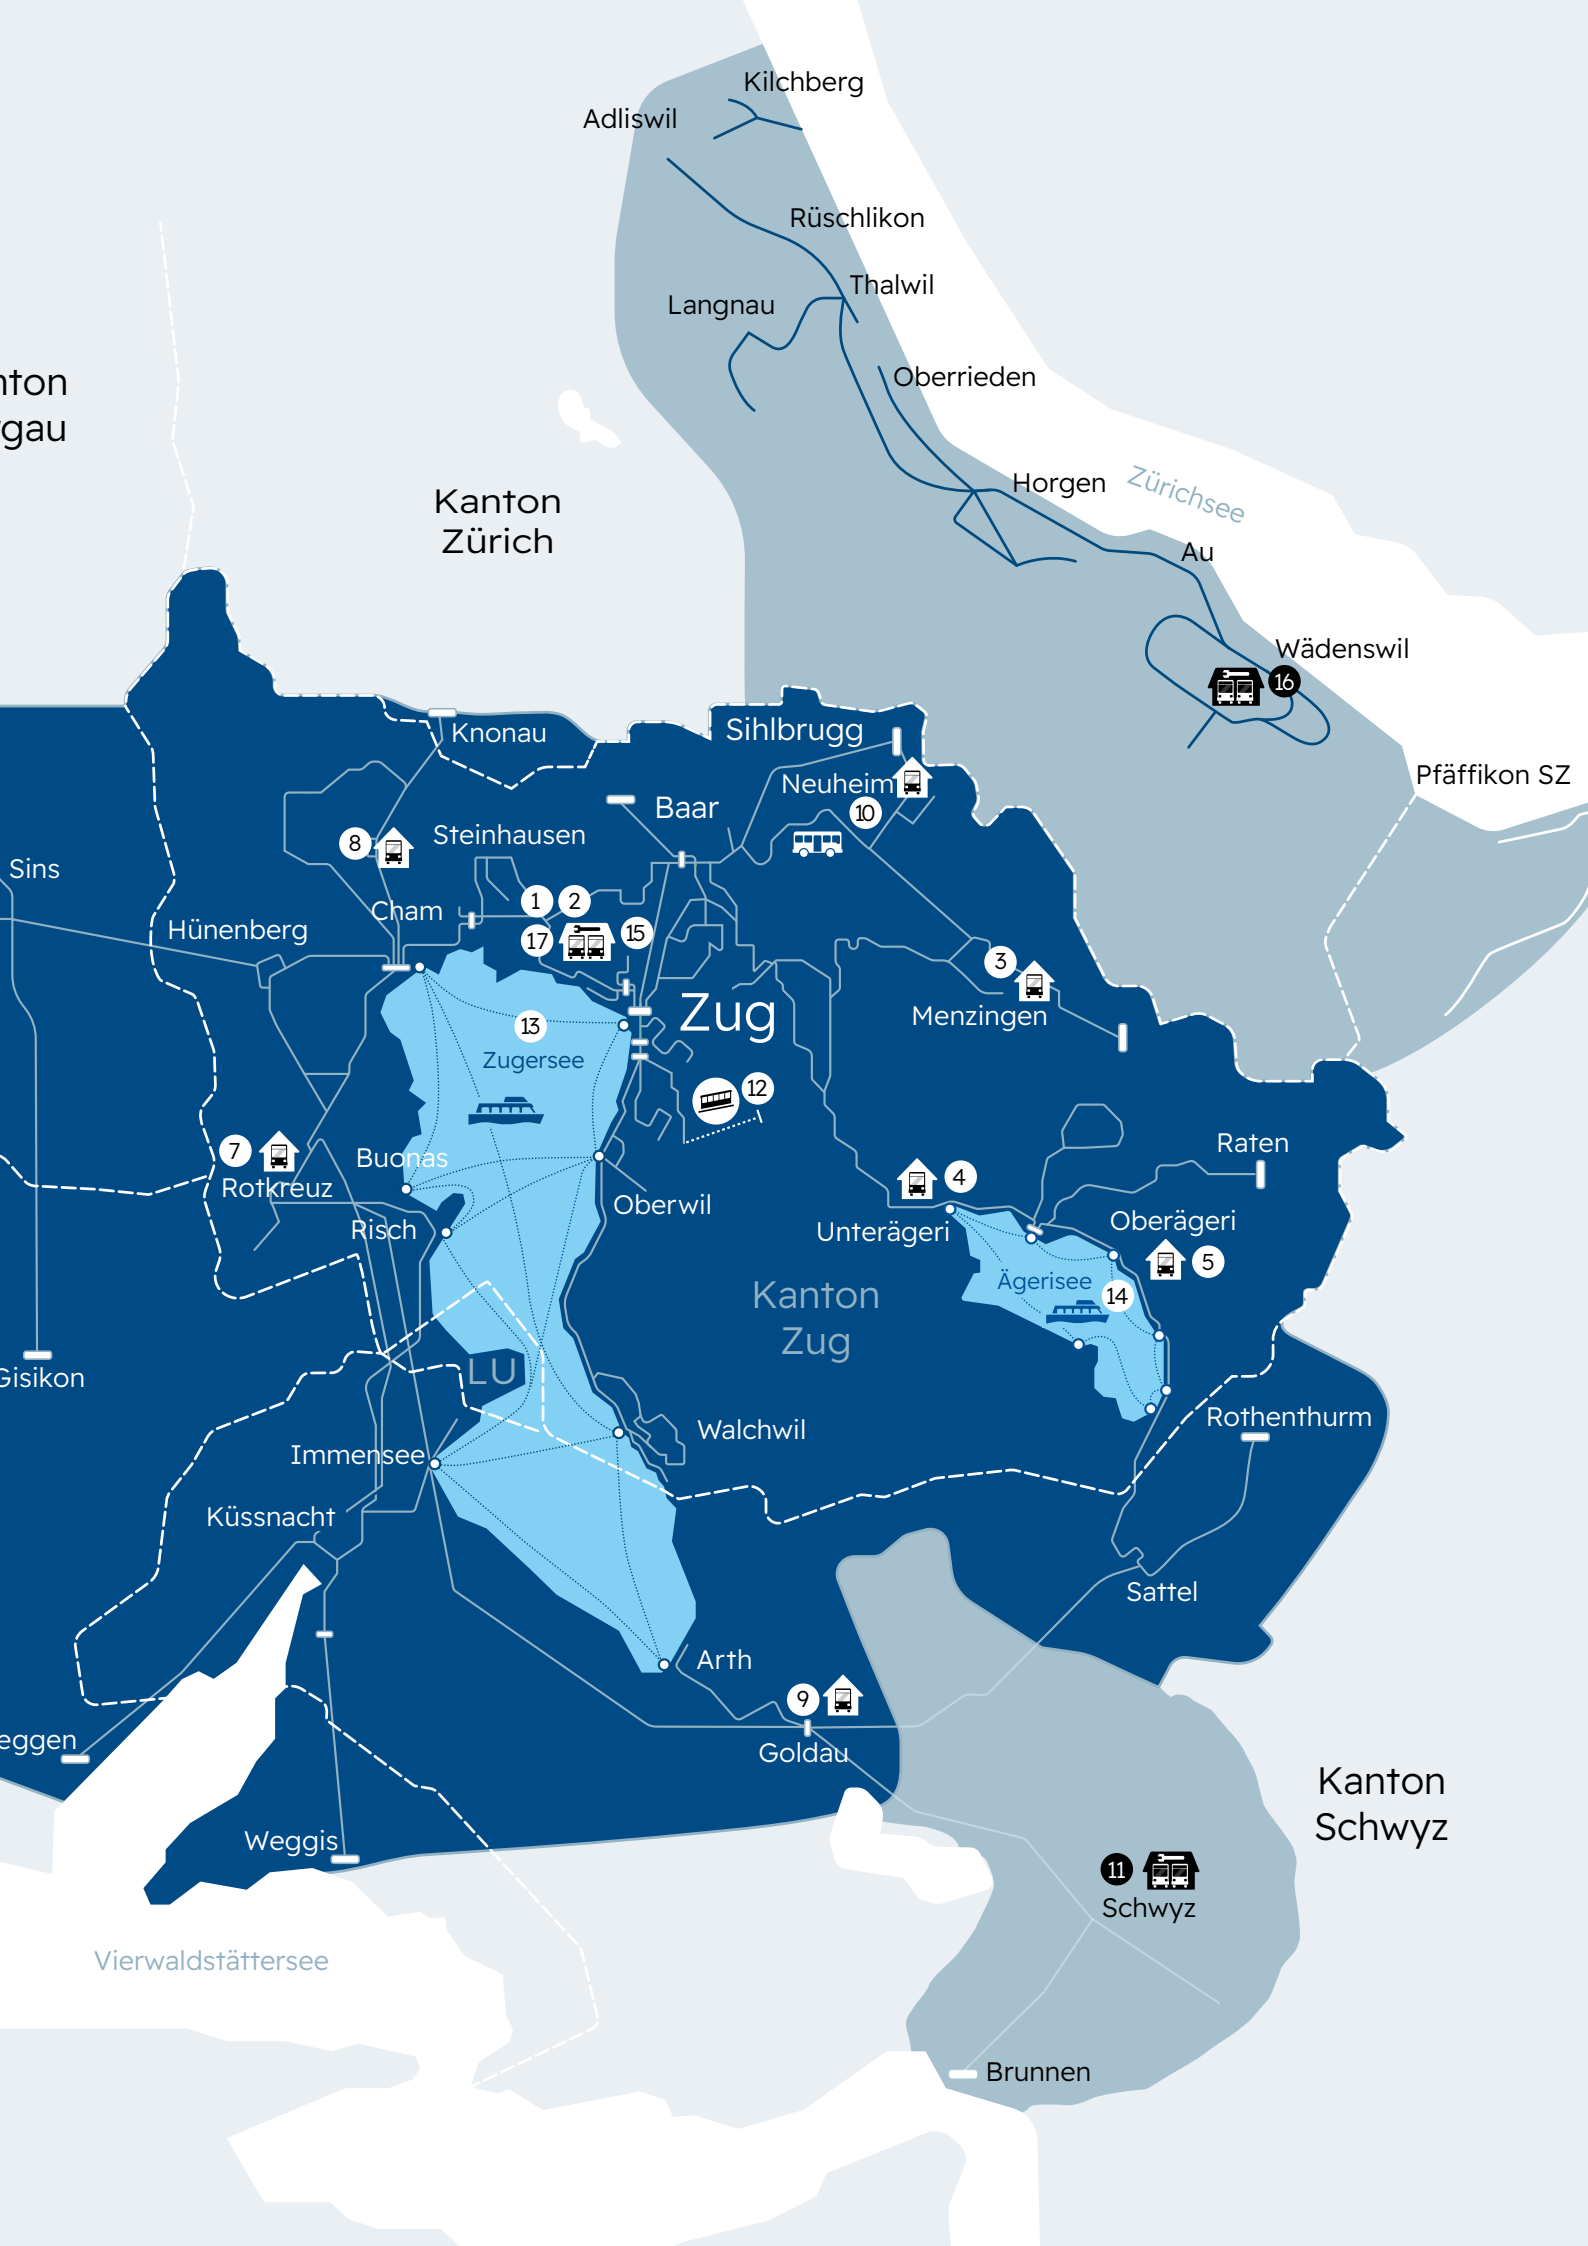 Kilchberg
Adliswil
Rüschlikon
Thalwil
Langnau
Oberrieden
nton
gau
Kanton
Zürich
Horgen
Zürichsee
Au
Wädenswil
16
Pfäffikon SZ
Knonau
Sihlbrugg
Neuheim
10
Baar
Steinhausen
8
Sins
Cham
1
2
Hünenberg
17
15
3
Menzingen
Zug
13
Zugersee
12
7
Rotkreuz
Buonas
Raten
4
Unterägeri
Oberwil
Risch
Oberägeri
5
Ägerisee
14
Kanton
Zug
Gisikon
LU
Rothenthurm
Walchwil
Immensee
Küssnacht
Sattel
Arth
9
Goldau
eggen
Kanton
Schwyz
Weggis
11
Schwyz
Vierwaldstättersee
Brunnen